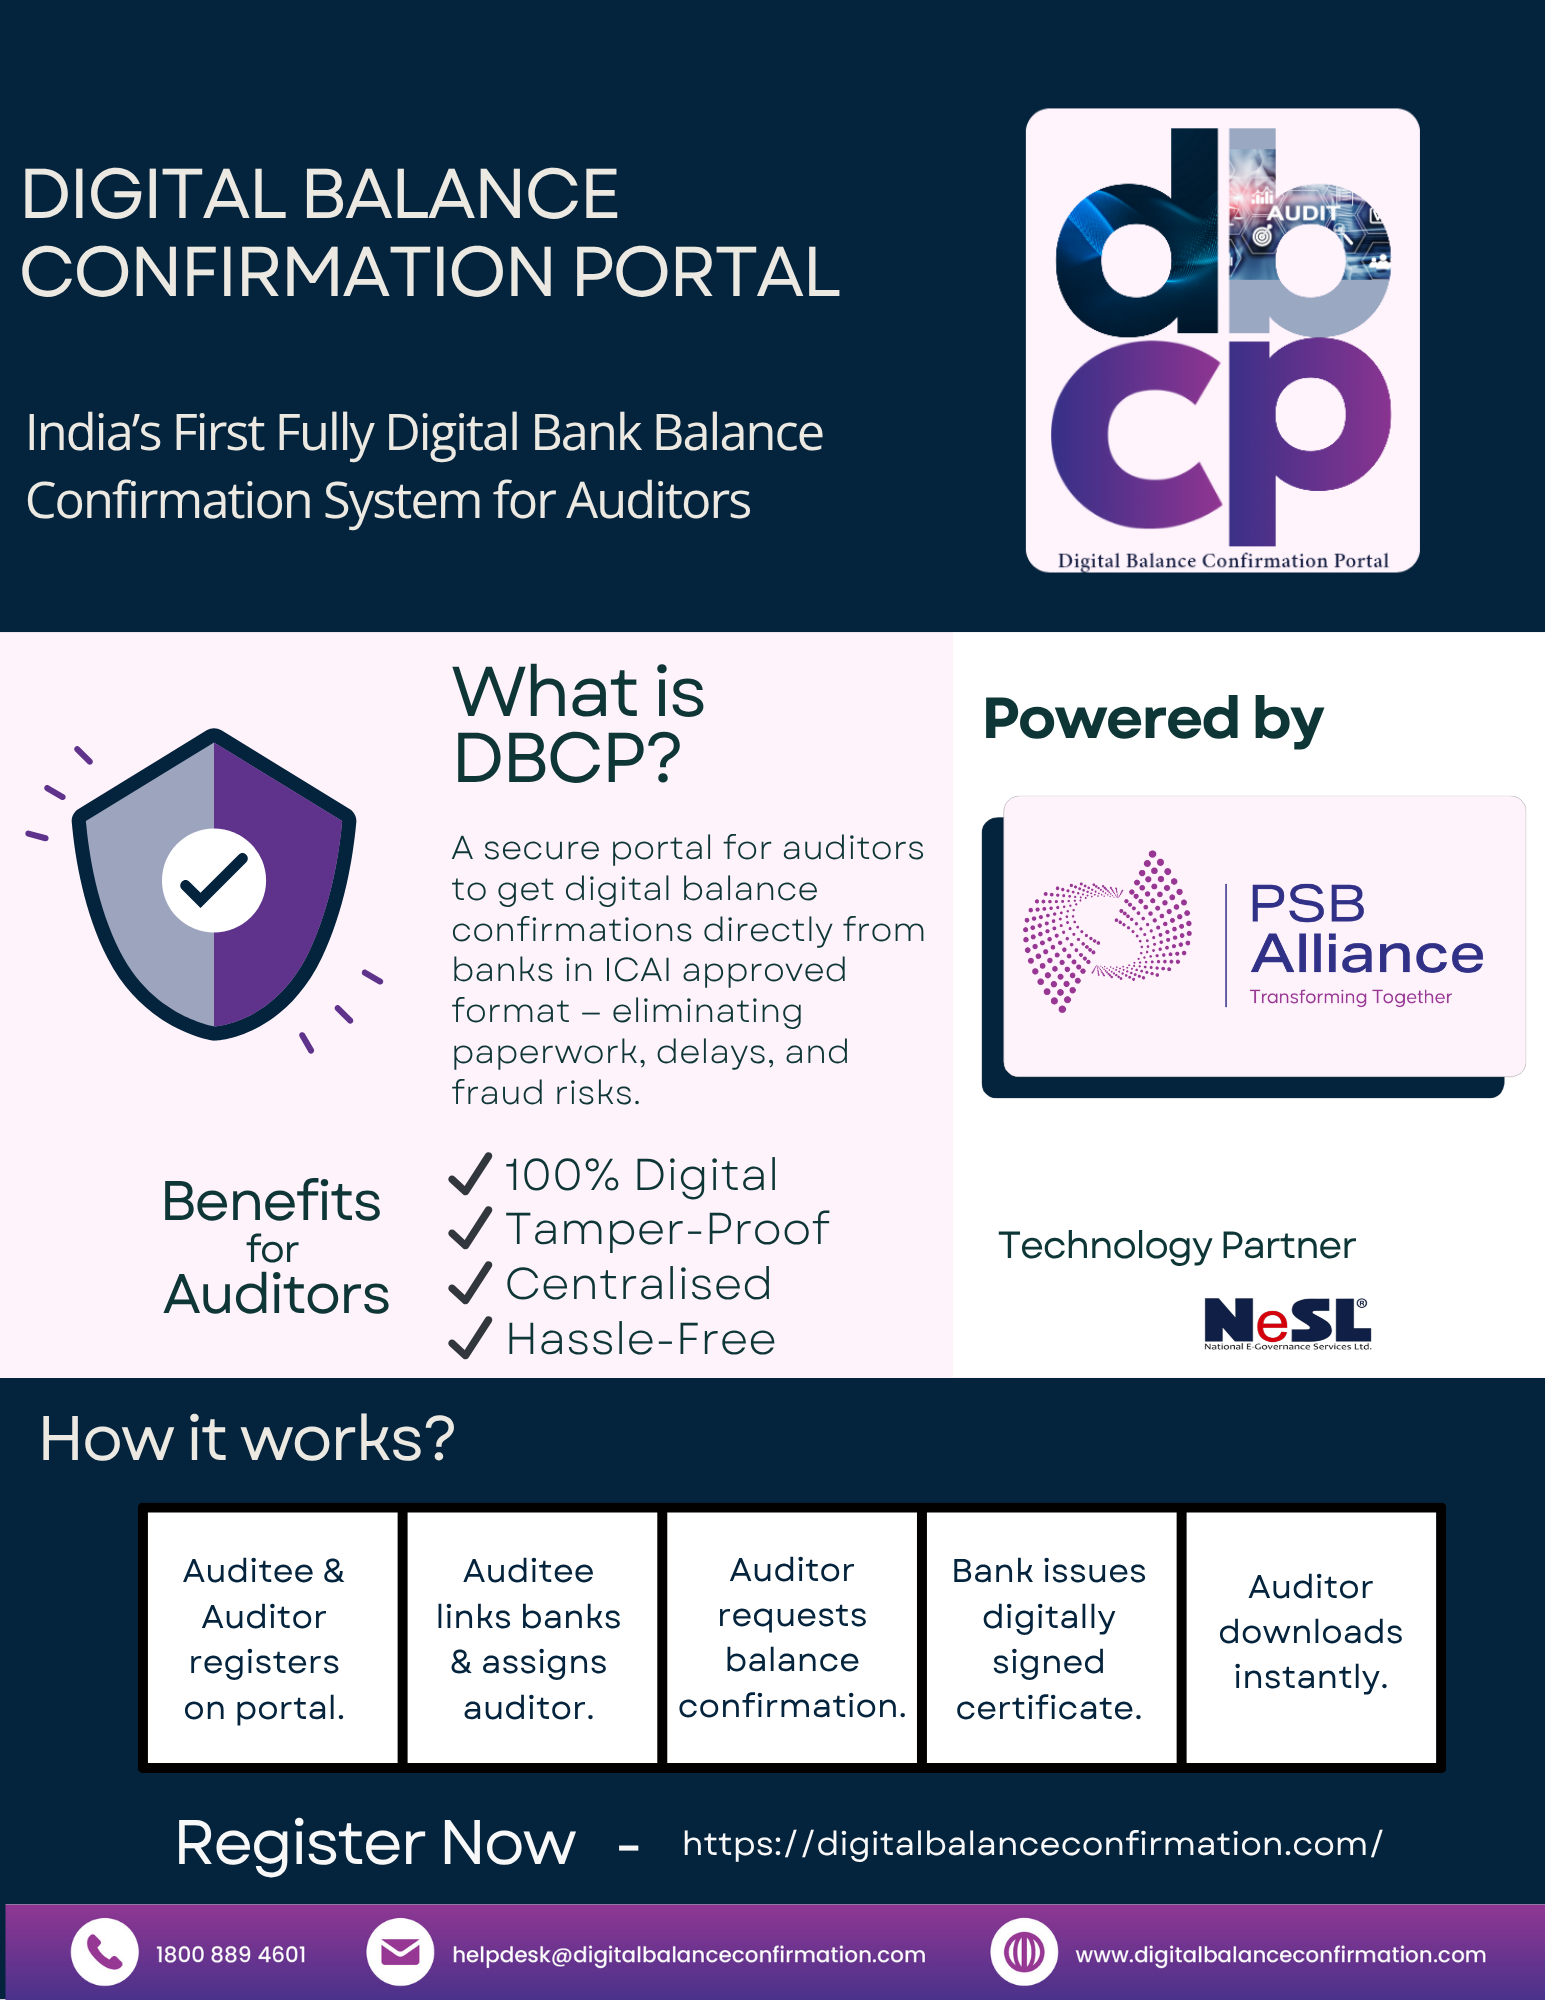 DIGITAL BALANCE
CONFIRMATION PORTAL
India’s First Fully Digital Bank Balance
Confirmation System for Auditors
db
AUDIT
cp
Digital Balance Confirmation Portal
What is
DBCP?
A secure portal for auditors
to get digital balance
confirmations directly from
banks in ICAI approved
format – eliminating
paperwork, delays, and
fraud risks.
Benefits
for
Auditors
100% Digital
Tamper-Proof
Centralised
Hassle-Free
Powered by
PSB
Alliance
Transforming Together
Technology Partner
NeSL®
National E-Governance Services Ltd.
How it works?
Auditee &
Auditor
registers
on portal.
Auditee
links banks
& assigns
auditor.
Auditor
requests
balance
confirmation.
Bank issues
digitally
signed
certificate.
Auditor
downloads
instantly.
Register Now - https://digitalbalanceconfirmation.com/
1800 889 4601
helpdesk@digitalbalanceconfirmation.com
www.digitalbalanceconfirmation.com